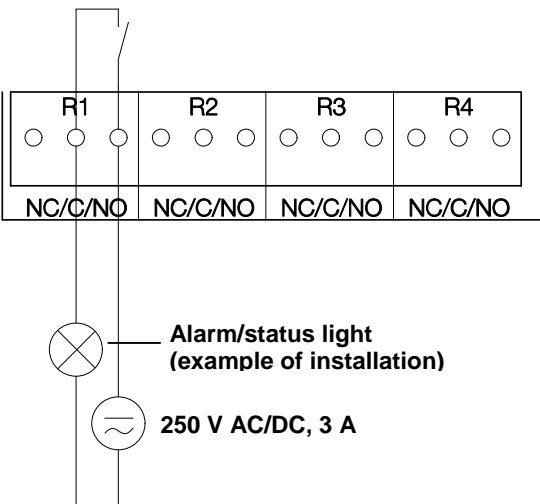 R1 R2 R3 R4
NC/C/NO NC/C/NO NC/C/NO NC/C/NO
Alarm/status light
(example of installation)
250 V AC/DC, 3 A